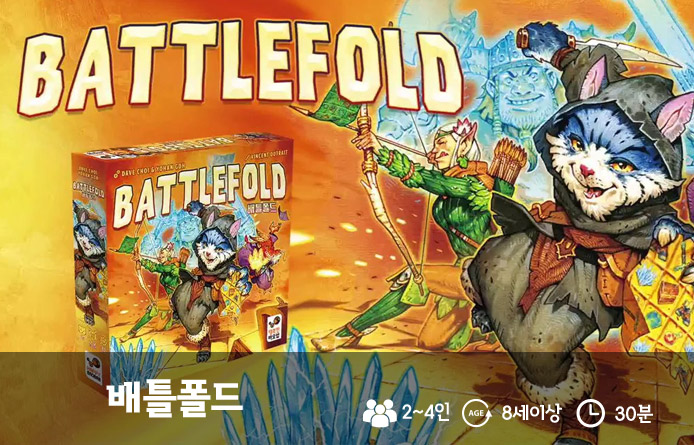 BATTLEFOLD
DAVE CHOI & YOHAN GOH
VINCENT DUTRAIT
BATTLEFOLD
배틀폴드
BATTLEFOLD
배틀폴드
2~4인
AGE 8세이상
30분